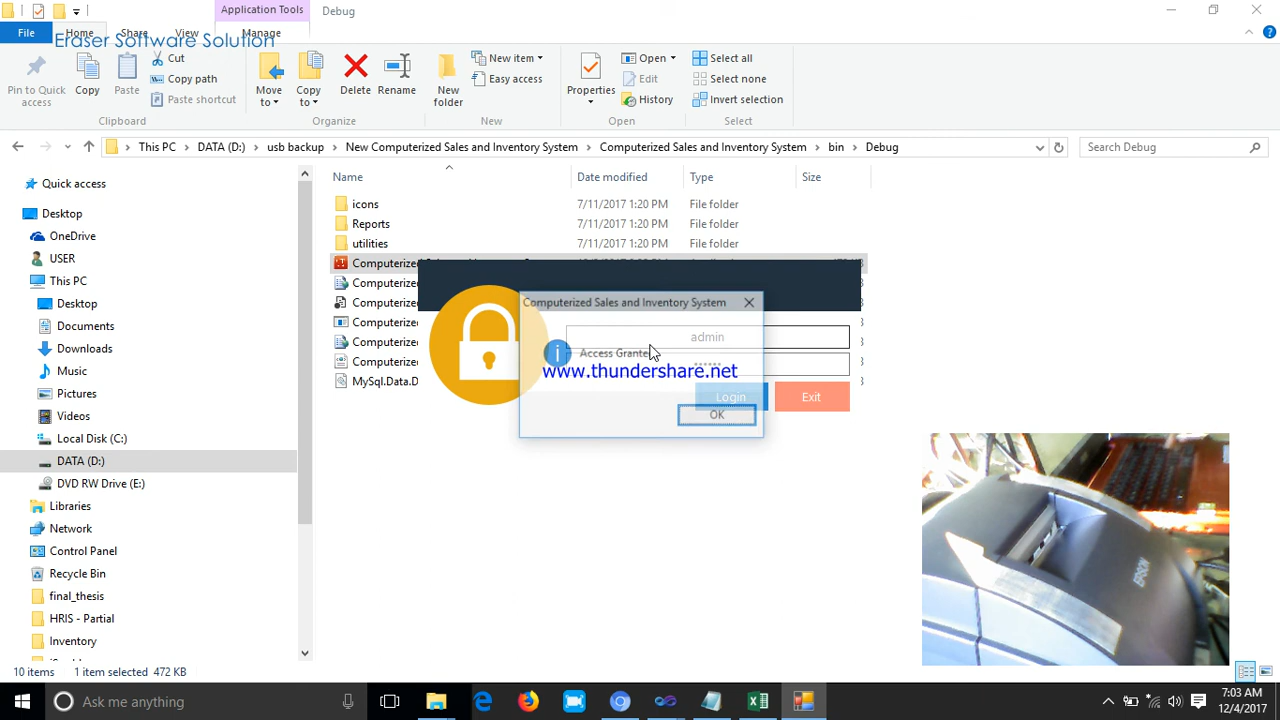 Application Tools
Debug
File
Home
Share
View
Manage
Eraser Software Solution
Pin to Quick access
Copy
Paste
Cut
Copy path
Paste shortcut
Move to
Copy to
Delete
Rename
New folder
New item
Easy access
Properties
Open
Edit
History
Select all
Select none
Invert selection
Clipboard
Organize
New
Open
Select
This PC
DATA (D:)
usb backup
New Computerized Sales and Inventory System
Computerized Sales and Inventory System
bin
Debug
Search Debug
Name
Date modified
Type
Size
Quick access
Desktop
OneDrive
USER
This PC
Desktop
Documents
Downloads
Music
Pictures
Videos
Local Disk (C:)
DATA (D:)
DVD RW Drive (E:)
Libraries
Network
Control Panel
Recycle Bin
final_thesis
HRIS - Partial
Inventory
icons 7/11/2017 1:20 PM File folder
Reports 7/11/2017 1:20 PM File folder
utilities 7/11/2017 1:20 PM File folder
Computerized
Computerized
Computerized
Computerized
Computerized
Computerized
MySql.Data.D
Computerized Sales and Inventory System
admin
Access Granted
www.thundershare.net
Login
Exit
OK
EPSON
10 items
1 item selected 472 KB
Ask me anything
7:03 AM
12/4/2017